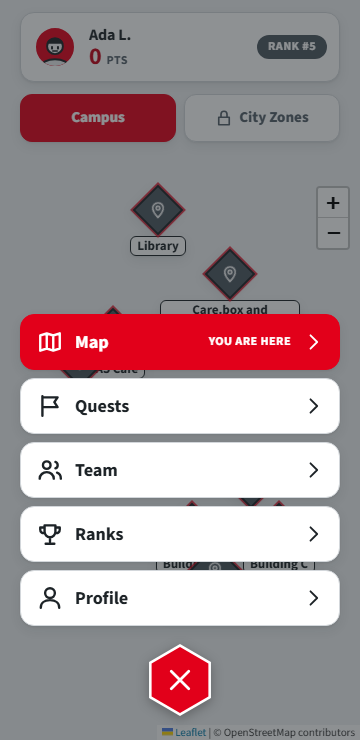 Ada L.
0 PTS
RANK #5
Campus
City Zones
+
Library
−
Care.box and
Map
YOU ARE HERE
Quests
Team
Ranks
Building C
Profile
Leaflet | © OpenStreetMap contributors